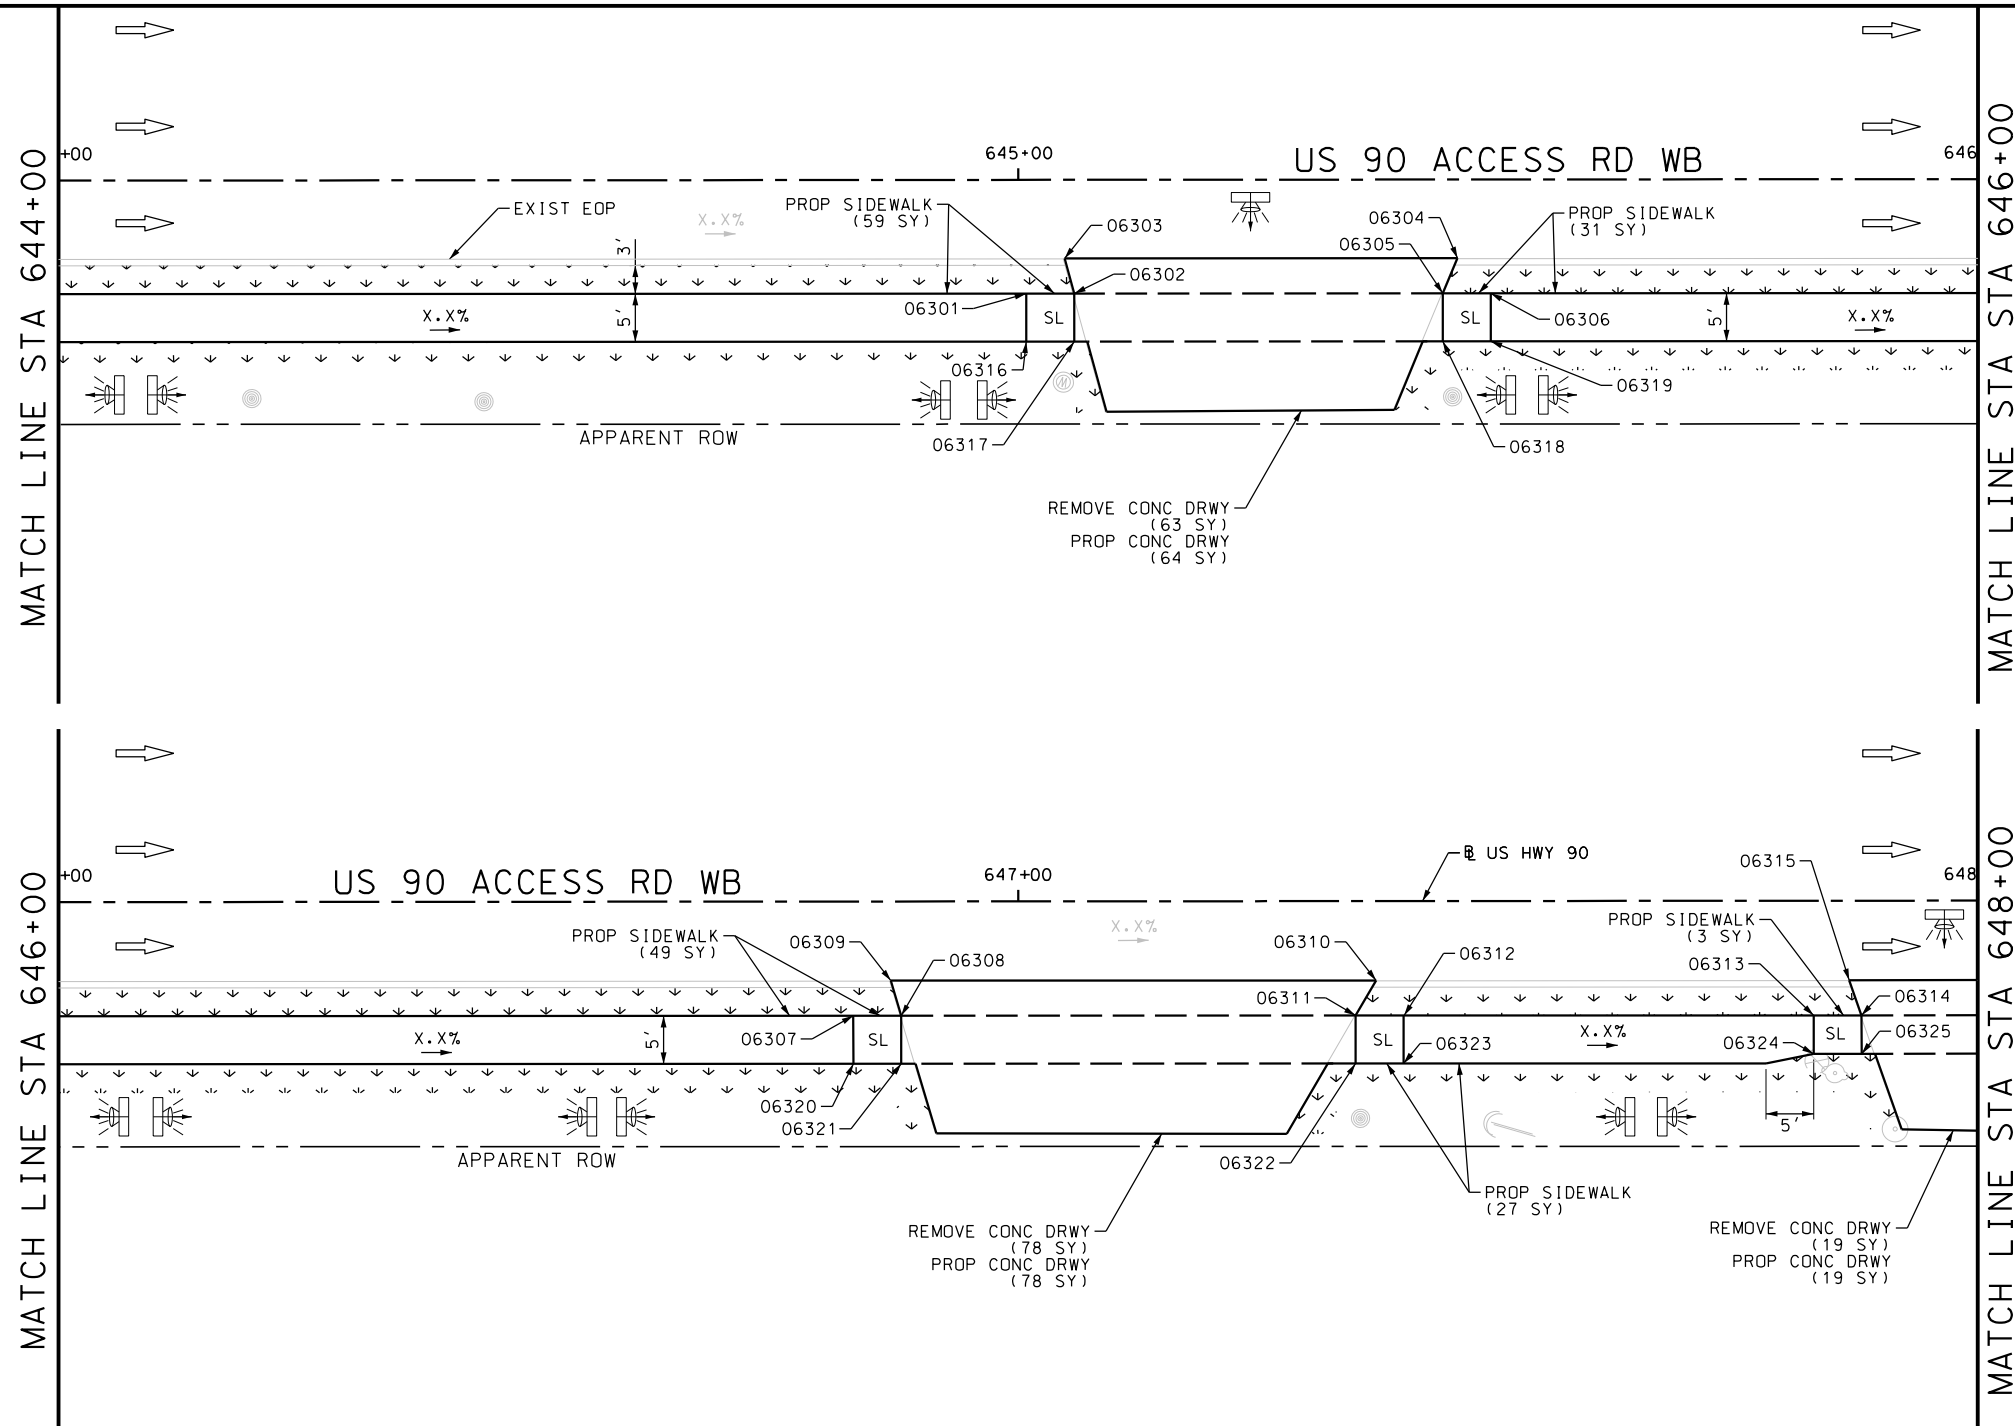 MATCH LINE STA 644+00
+00
645+00
US 90 ACCESS RD WB
646
MATCH LINE STA 646+00
EXIST EOP
X.X%
PROP SIDEWALK
(59 SY)
3'
06303
06302
06304
06305
PROP SIDEWALK
(31 SY)
06301
SL
SL
06306
X.X%
5'
5'
X.X%
06316
06319
APPARENT ROW
06317
06318
REMOVE CONC DRWY
(63 SY)
PROP CONC DRWY
(64 SY)
MATCH LINE STA 646+00
+00
US 90 ACCESS RD WB
647+00
B US HWY 90
06315
648
MATCH LINE STA 648+00
STA
STA
PROP SIDEWALK
(49 SY)
06309
06308
X.X%
06310
06312
PROP SIDEWALK
(3 SY)
06313
06311
06314
X.X%
5'
06307
SL
SL
06323
X.X%
06324
SL
06325
06320
06321
5'
APPARENT ROW
06322
PROP SIDEWALK
(27 SY)
REMOVE CONC DRWY
(78 SY)
PROP CONC DRWY
(78 SY)
REMOVE CONC DRWY
(19 SY)
PROP CONC DRWY
(19 SY)